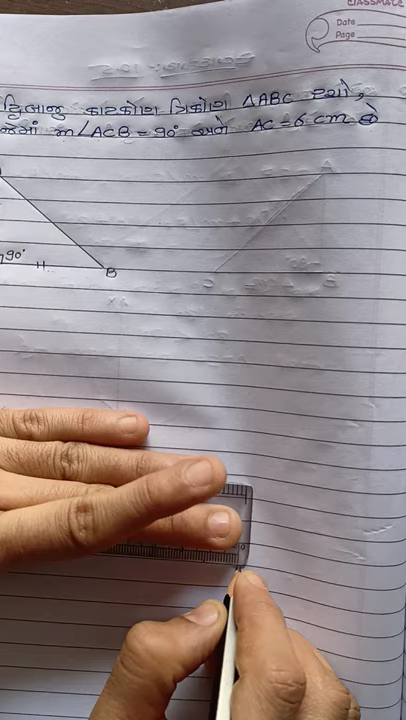 CLASSMATE
Date
Page
દ્વિબાજુ કાટકોણ ત્રિકોણ △ABC રચો,
જેમાં m∠ACB = 90° અને AC = 6 cm છે
90°
B